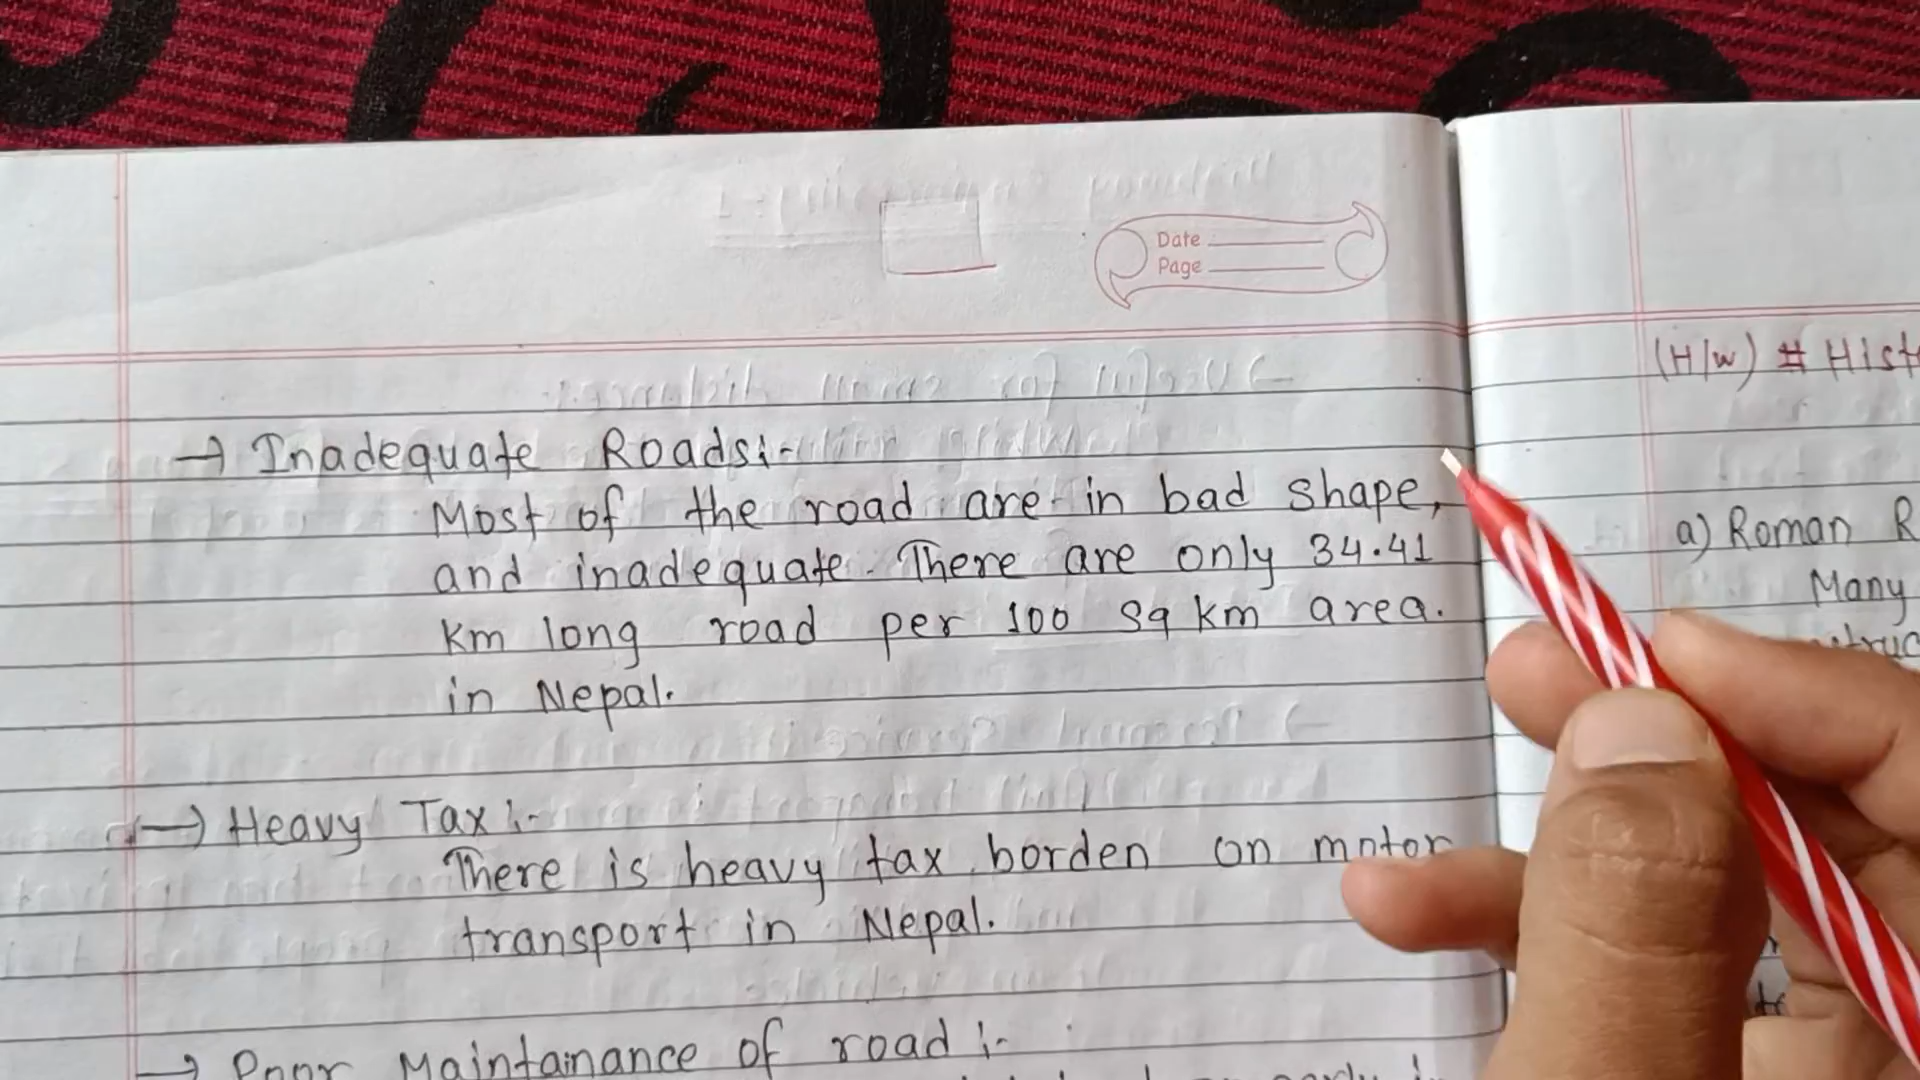 Date
Page
→ Inadequate Roads:-
Most of the road are in bad shape,
and inadequate. There are only 34.41
km long road per 100 sq km area.
in Nepal.
→ Heavy Tax:-
There is heavy tax borden on motor
transport in Nepal.
→ Poor Maintanance of road :-
(H/w) # Hist
a) Roman R
Many